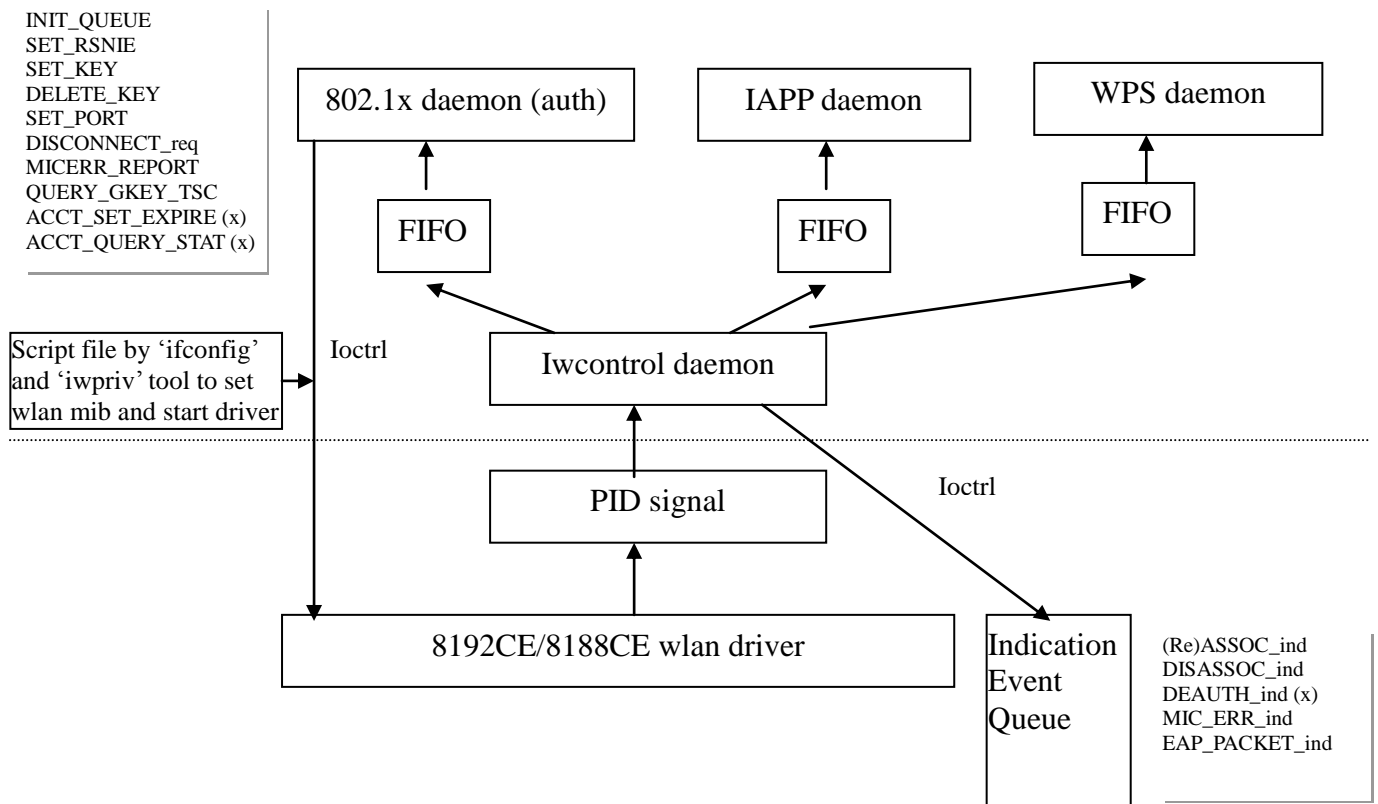 INIT_QUEUE
SET_RSNIE
SET_KEY
DELETE_KEY
SET_PORT
DISCONNECT_req
MICERR_REPORT
QUERY_GKEY_TSC
ACCT_SET_EXPIRE (x)
ACCT_QUERY_STAT (x)
802.1x daemon (auth)
IAPP daemon
WPS daemon
FIFO
FIFO
FIFO
Script file by ‘ifconfig’
and ‘iwpriv’ tool to set
wlan mib and start driver
Ioctrl
Iwcontrol daemon
PID signal
Ioctrl
8192CE/8188CE wlan driver
Indication
Event
Queue
(Re)ASSOC_ind
DISASSOC_ind
DEAUTH_ind (x)
MIC_ERR_ind
EAP_PACKET_ind